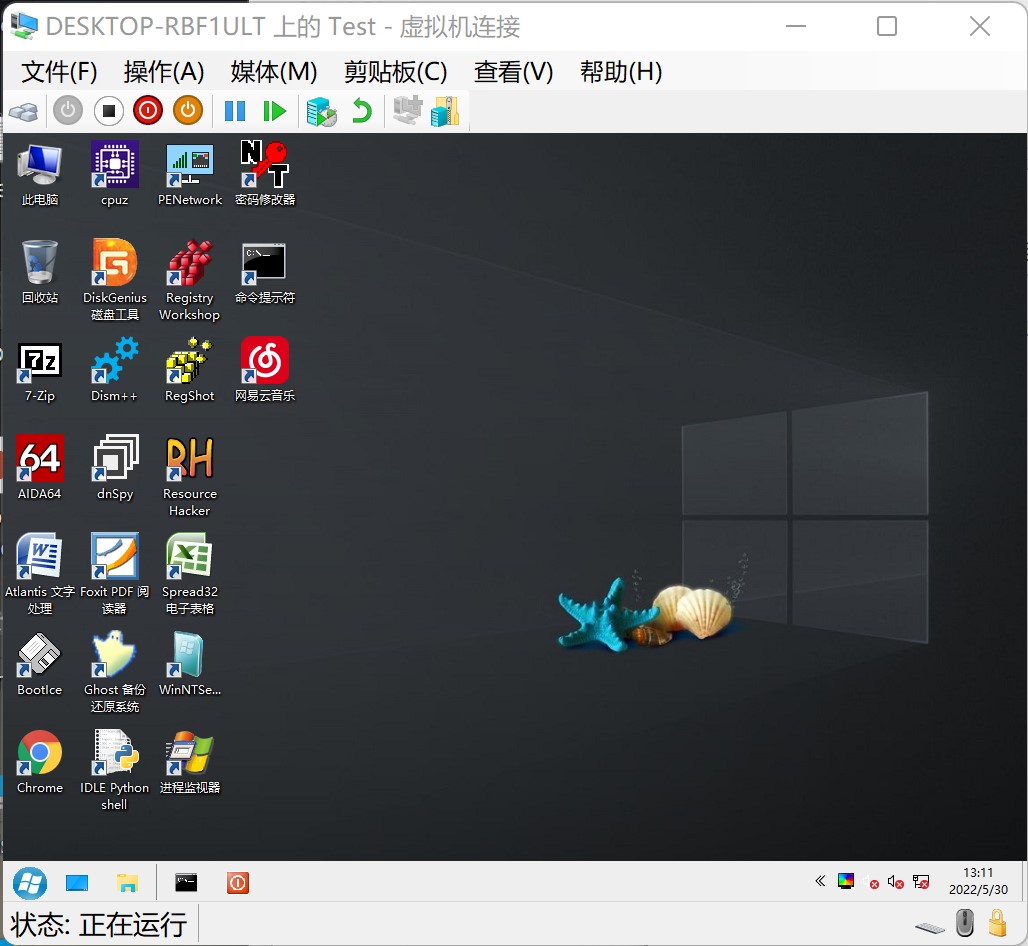 DESKTOP-RBF1ULT 上的 Test - 虚拟机连接
文件(F) 操作(A) 媒体(M) 剪贴板(C) 查看(V) 帮助(H)
此电脑 cpuz PENetwork 密码修改器
回收站 DiskGenius 磁盘工具 Registry Workshop 命令提示符
7-Zip Dism++ RegShot 网易云音乐
AIDA64 dnSpy Resource Hacker
Atlantis 文字处理 Foxit PDF 阅读器 Spread32 电子表格
BootIce Ghost 备份还原系统 WinNTSe...
Chrome IDLE Python shell 进程监视器
13:11
2022/5/30
状态: 正在运行